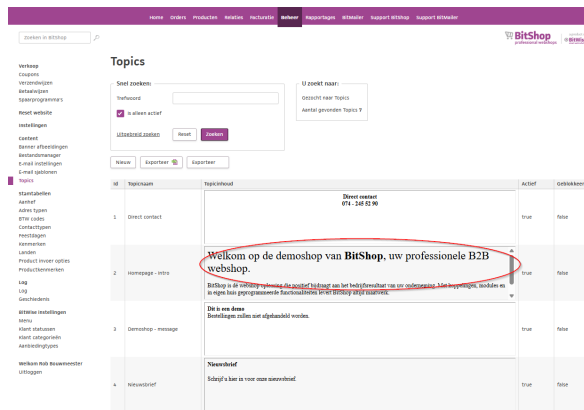 Home Orders Producten Relaties Facturatie Beheer Rapportages BitMailer Support BitShop Support BitMailer
Zoeken in BitShop
BitShop
professional webshops
Topics
Verkoop
Coupons
Verzendwijzen
Betaalwijzen
Spaarprogramma's
Reset website
Instellingen
Content
Banner afbeeldingen
Bestandsmanager
E-mail instellingen
E-mail sjablonen
Topics
Stamtabellen
Aanhef
Adres typen
BTW codes
Contacttypen
Feestdagen
Kenmerken
Landen
Product invoer opties
Productkenmerken
Log
Log
Geschiedenis
BitWise instellingen
Menu
Klant statussen
Klant categorieën
Aanbiedingtypes
Welkom Rob Bouwmeester
Uitloggen
Snel zoeken:
Trefwoord
Is alleen actief
Uitgebreid zoeken Reset Zoeken
U zoekt naar:
Gezocht naar Topics
Aantal gevonden Topics 7
Nieuw Exporteer Exporteer
Id Topicnaam Topicinhoud Actief Geblokkeer
Direct contact
074 - 245 52 90
1 Direct contact true false
Welkom op de demoshop van BitShop, uw professionele B2B
webshop.
2 Homepage - intro true false
BitShop is de webshop oplossing die positief bijdraagt aan het bedrijfsresultaat van uw onderneming. Met koppelingen, modules en
in eigen huis geprogrammeerde functionaliteiten levert BitShop altijd maatwerk.
Dit is een demo
Bestellingen zullen niet afgehandeld worden.
3 Demoshop - message true false
Nieuwsbrief
Schrijf u hier in voor onze nieuwsbrief
4 Nieuwsbrief true false